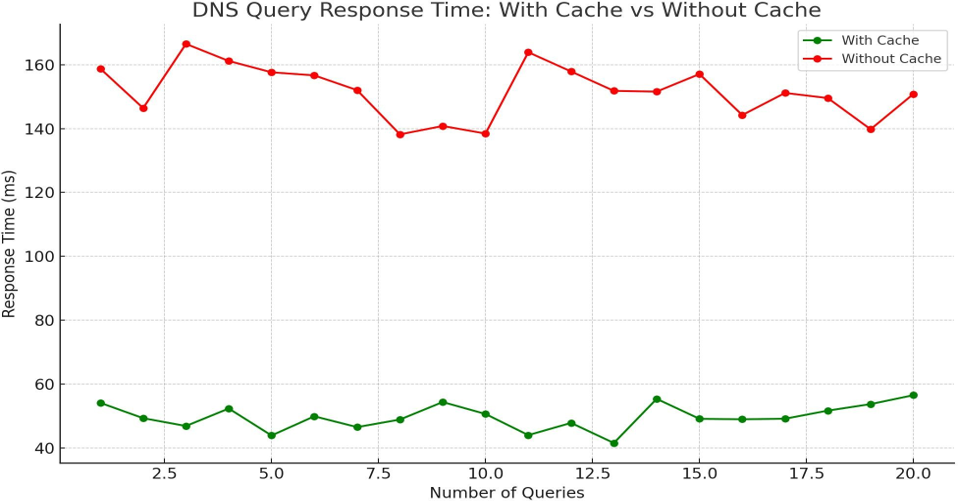 DNS Query Response Time: With Cache vs Without Cache
With Cache
Without Cache
Response Time (ms)
160
140
120
100
80
60
40
2.5 5.0 7.5 10.0 12.5 15.0 17.5 20.0
Number of Queries